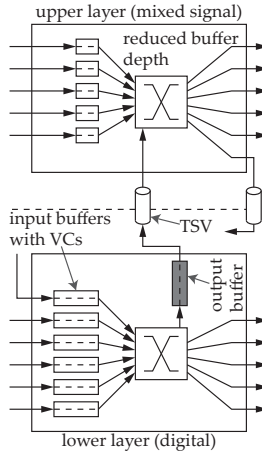 upper layer (mixed signal)
reduced buffer
depth
input buffers
with VCs
TSV
output
buffer
lower layer (digital)